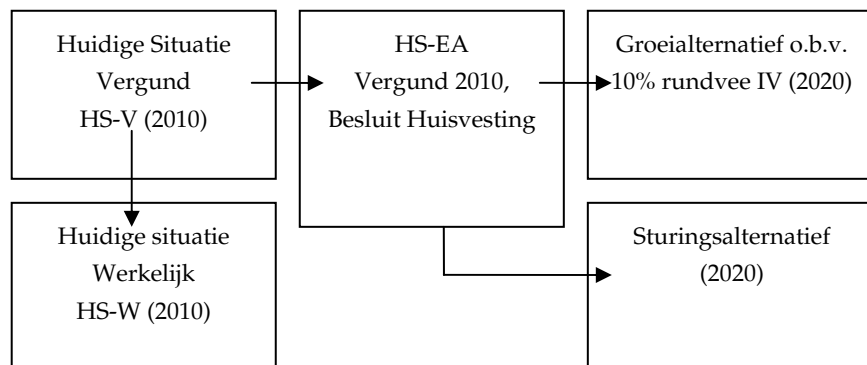 Huidige Situatie
Vergund
HS-V (2010)
HS-EA
Vergund 2010,
Besluit Huisvesting
Groeialternatief o.b.v.
10% rundvee IV (2020)
Huidige situatie
Werkelijk
HS-W (2010)
Sturingsalternatief
(2020)